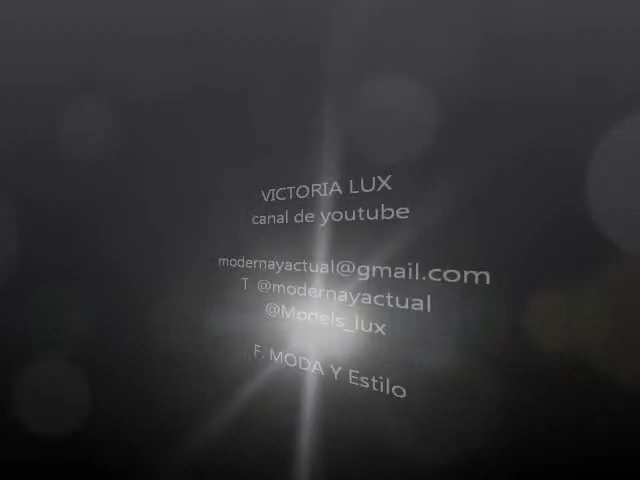 VICTORIA LUX
canal de youtube
modernayactual@gmail.com
T @modernayactual
@Models_lux
F. MODA Y Estilo